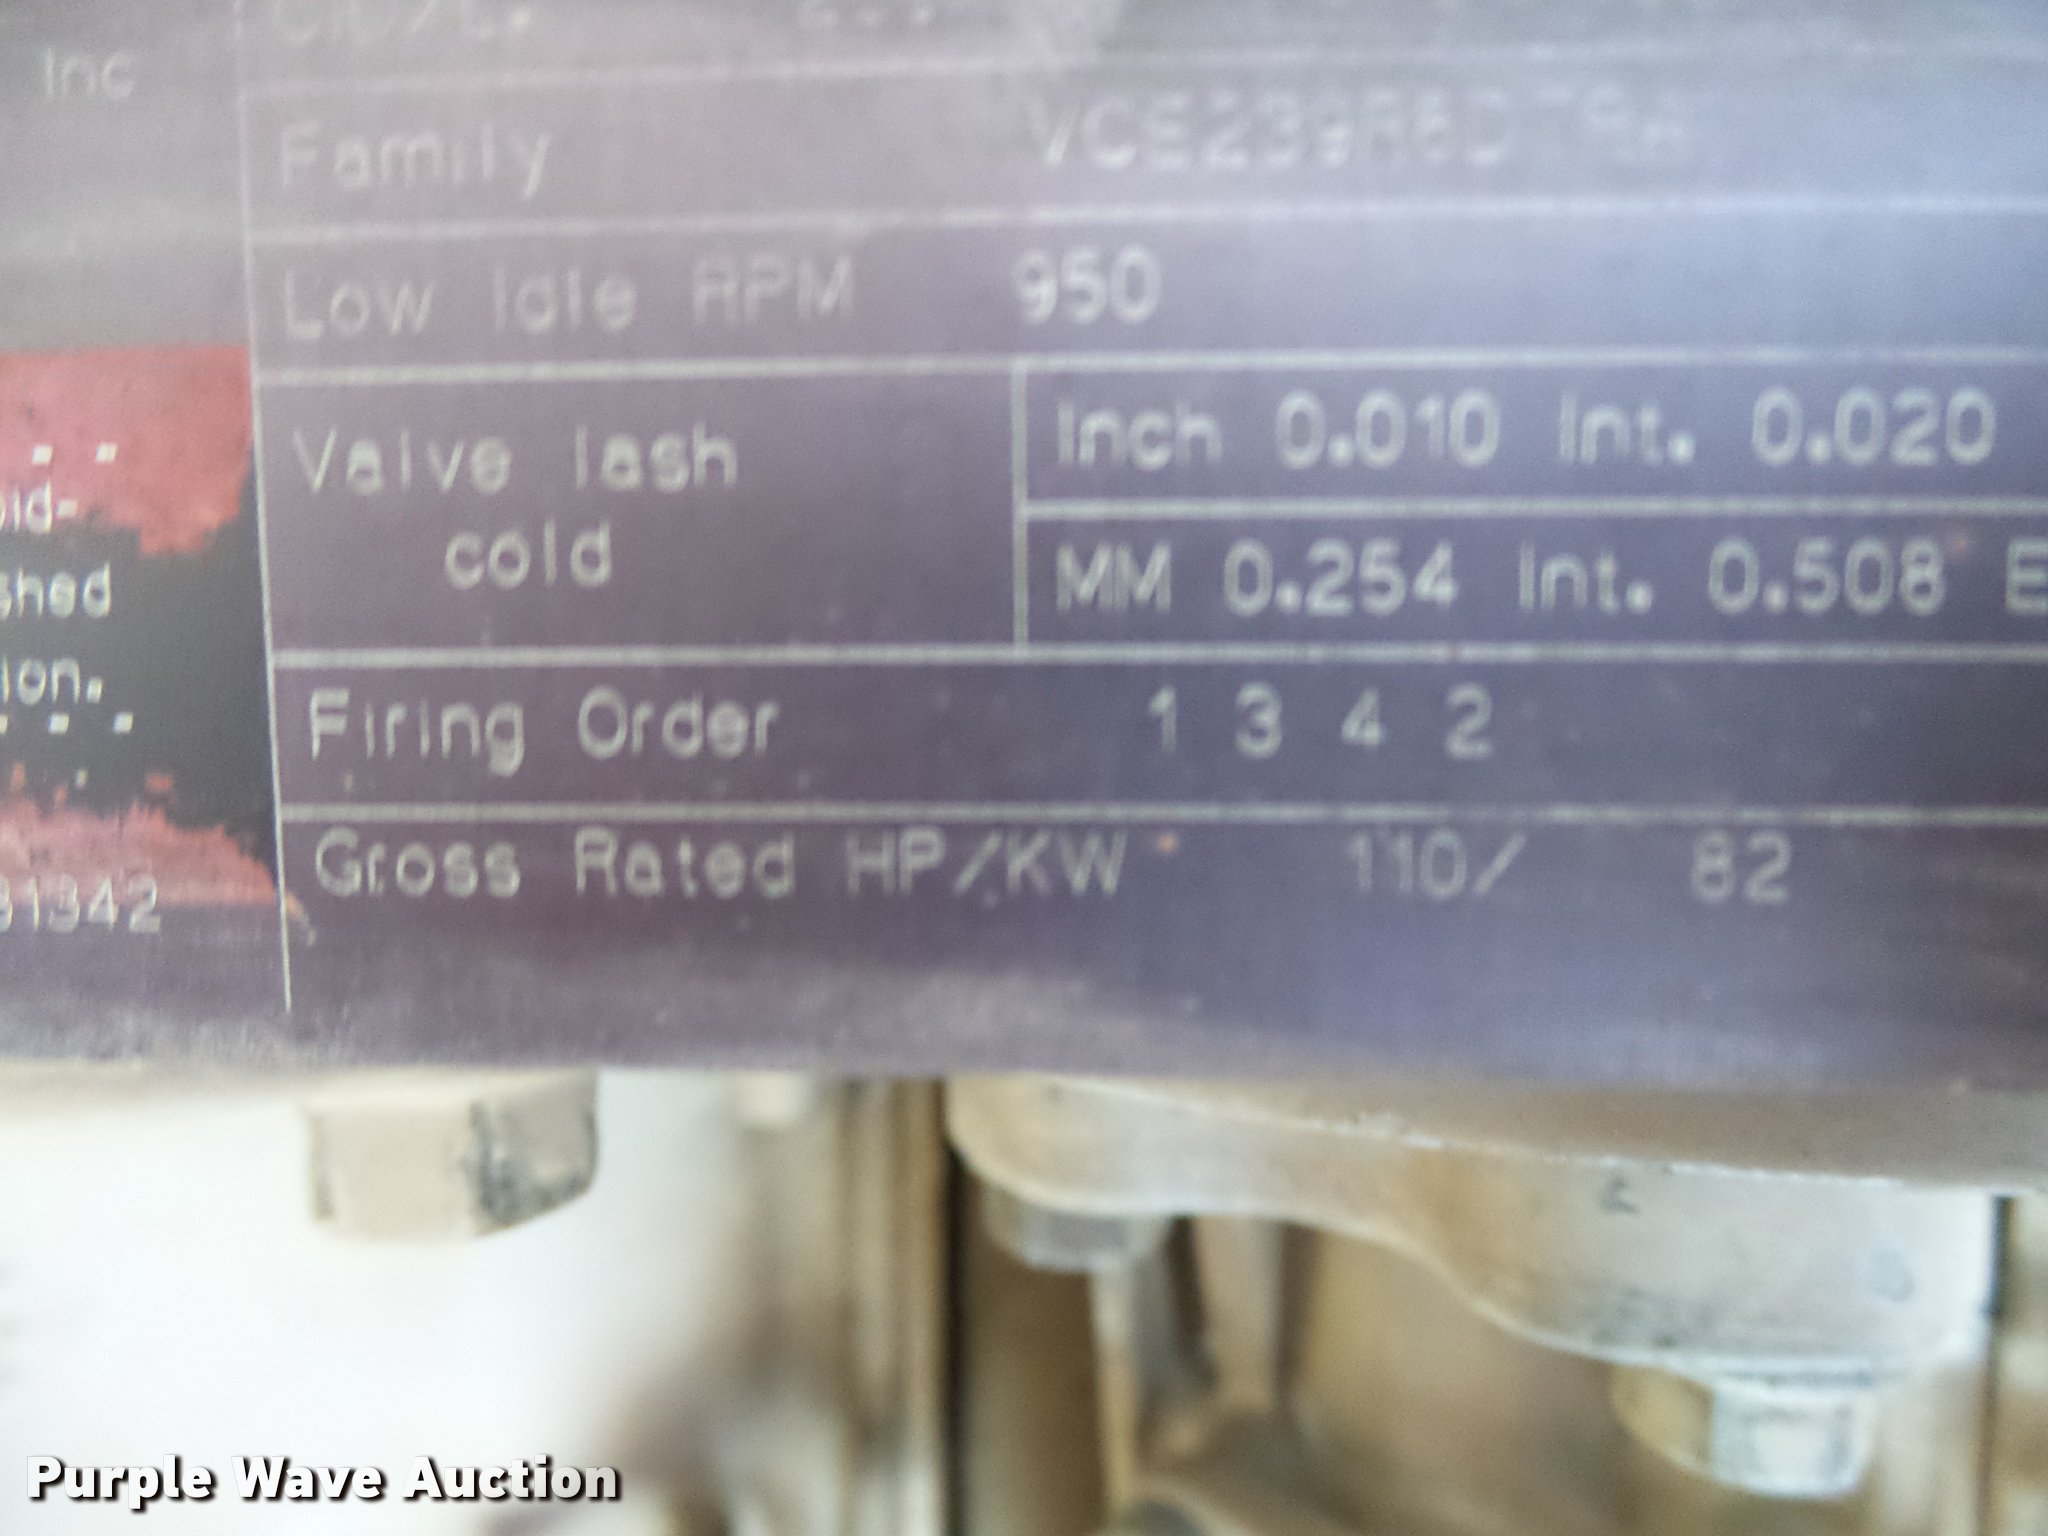 Inc
Family
Low Idle RPM 950
Valve lash cold
Inch 0.010 Int. 0.020
MM 0.254 Int. 0.508 E
Firing Order 1 3 4 2
Gross Rated HP/KW 110/ 82
31342
Purple Wave Auction